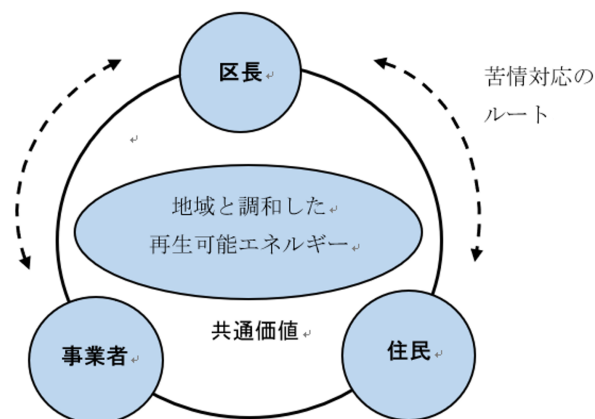 区長
苦情対応の
ルート
地域と調和した
再生可能エネルギー
共通価値
事業者
住民